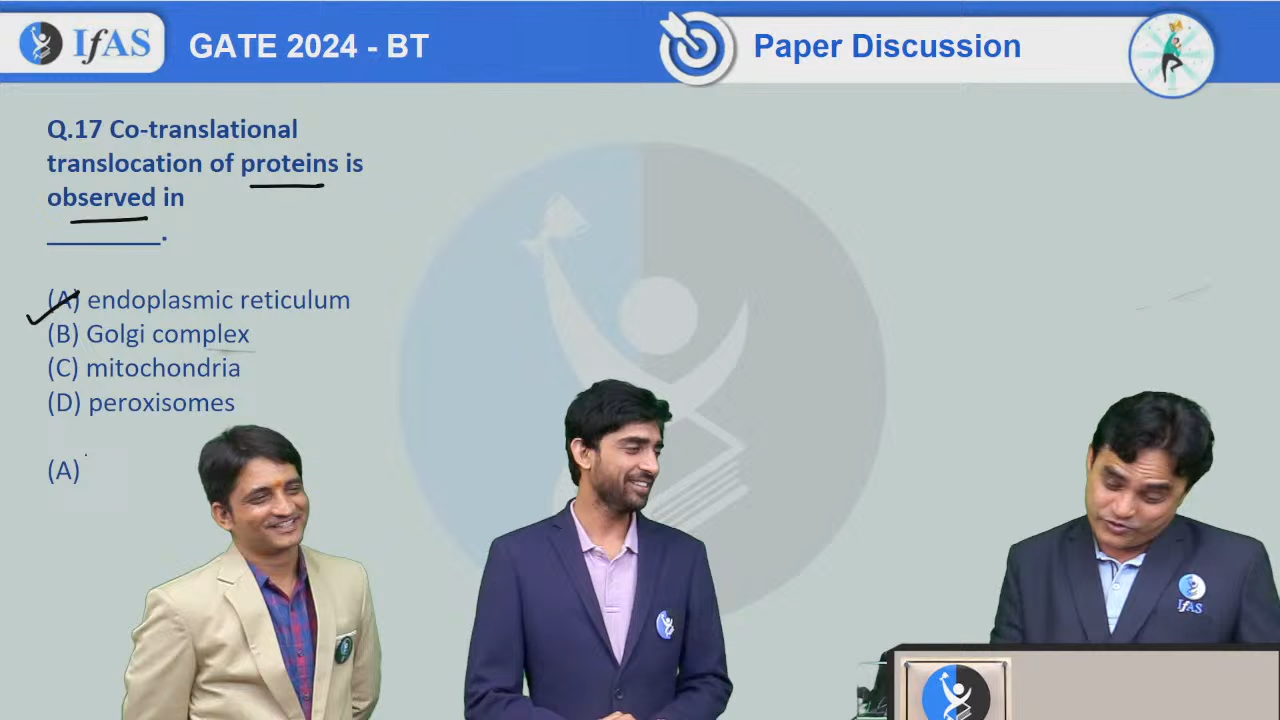 IfAS
GATE 2024 - BT
Paper Discussion
Q.17 Co-translational
translocation of proteins is
observed in
_________.
(A) endoplasmic reticulum
(B) Golgi complex
(C) mitochondria
(D) peroxisomes
(A)
IfAS